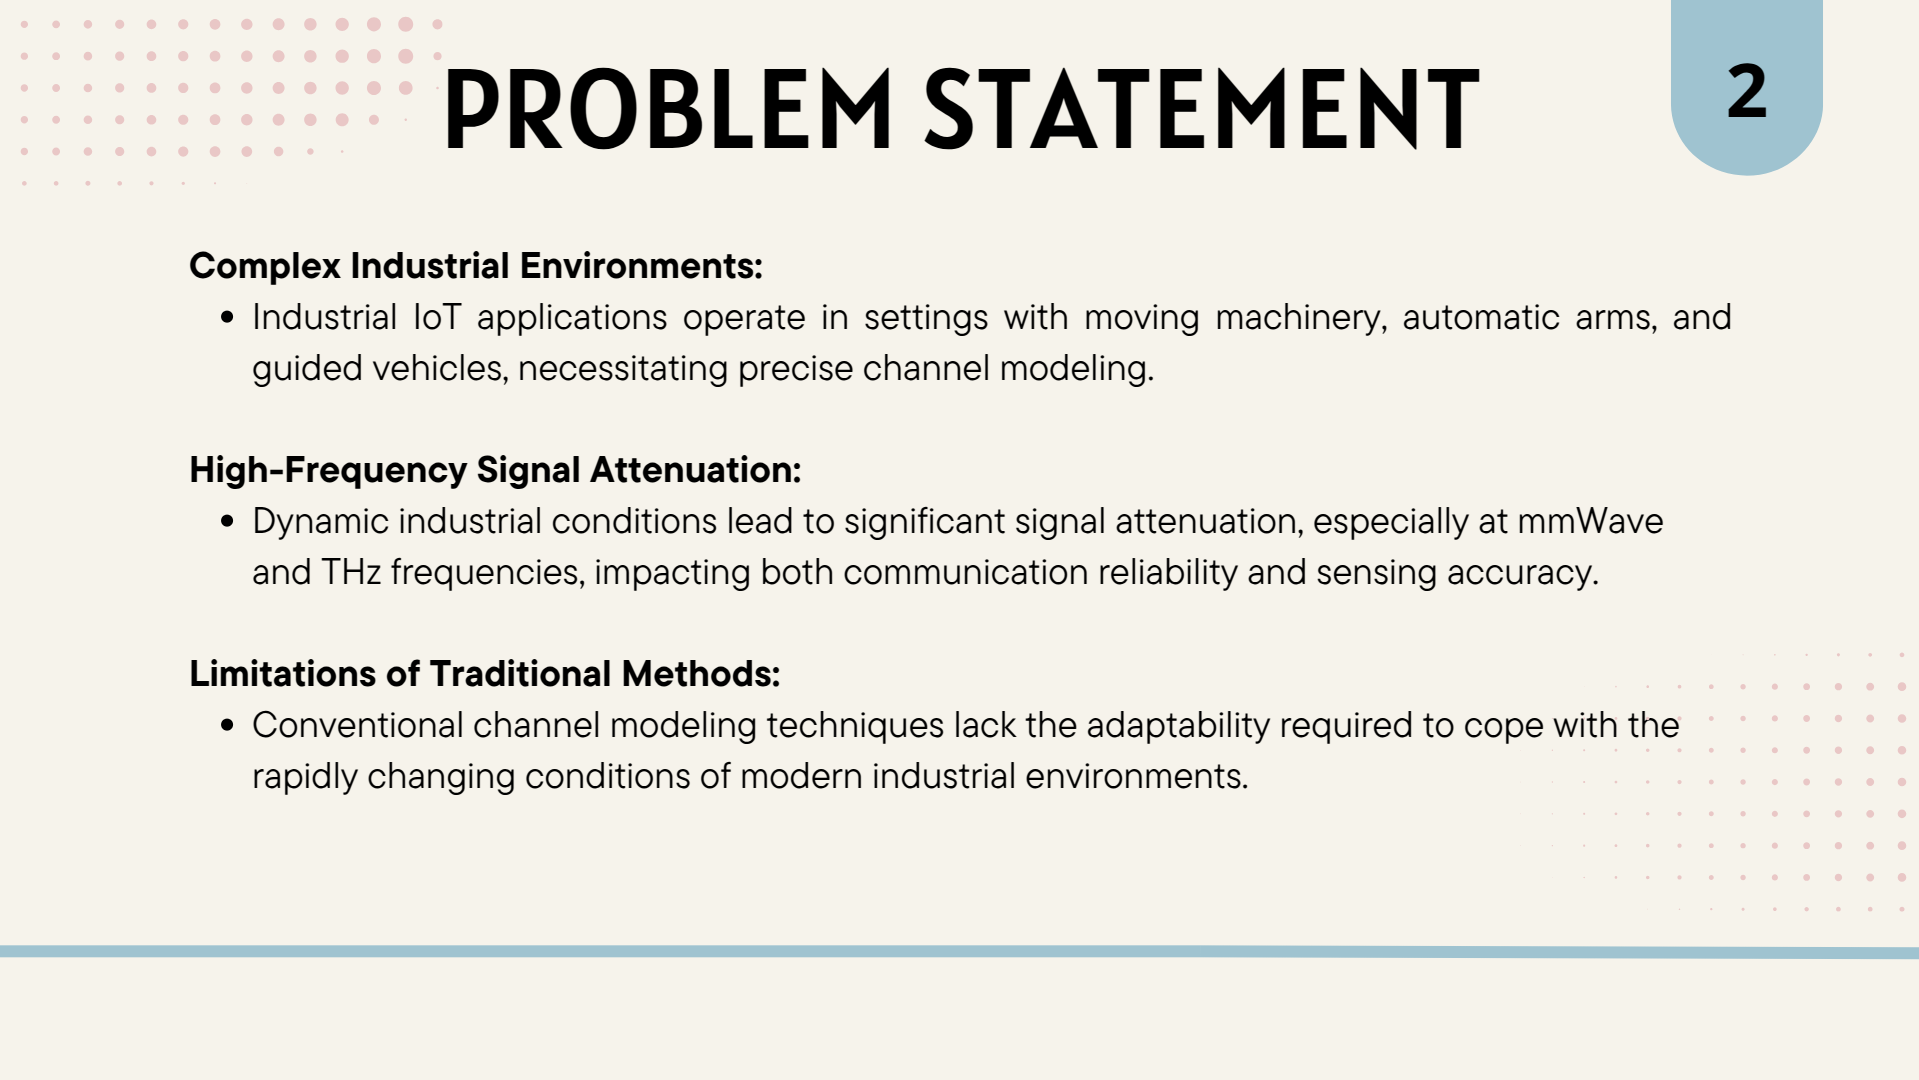 PROBLEM STATEMENT
2
Complex Industrial Environments:
• Industrial IoT applications operate in settings with moving machinery, automatic arms, and
guided vehicles, necessitating precise channel modeling.
High-Frequency Signal Attenuation:
• Dynamic industrial conditions lead to significant signal attenuation, especially at mmWave
and THz frequencies, impacting both communication reliability and sensing accuracy.
Limitations of Traditional Methods:
• Conventional channel modeling techniques lack the adaptability required to cope with the
rapidly changing conditions of modern industrial environments.